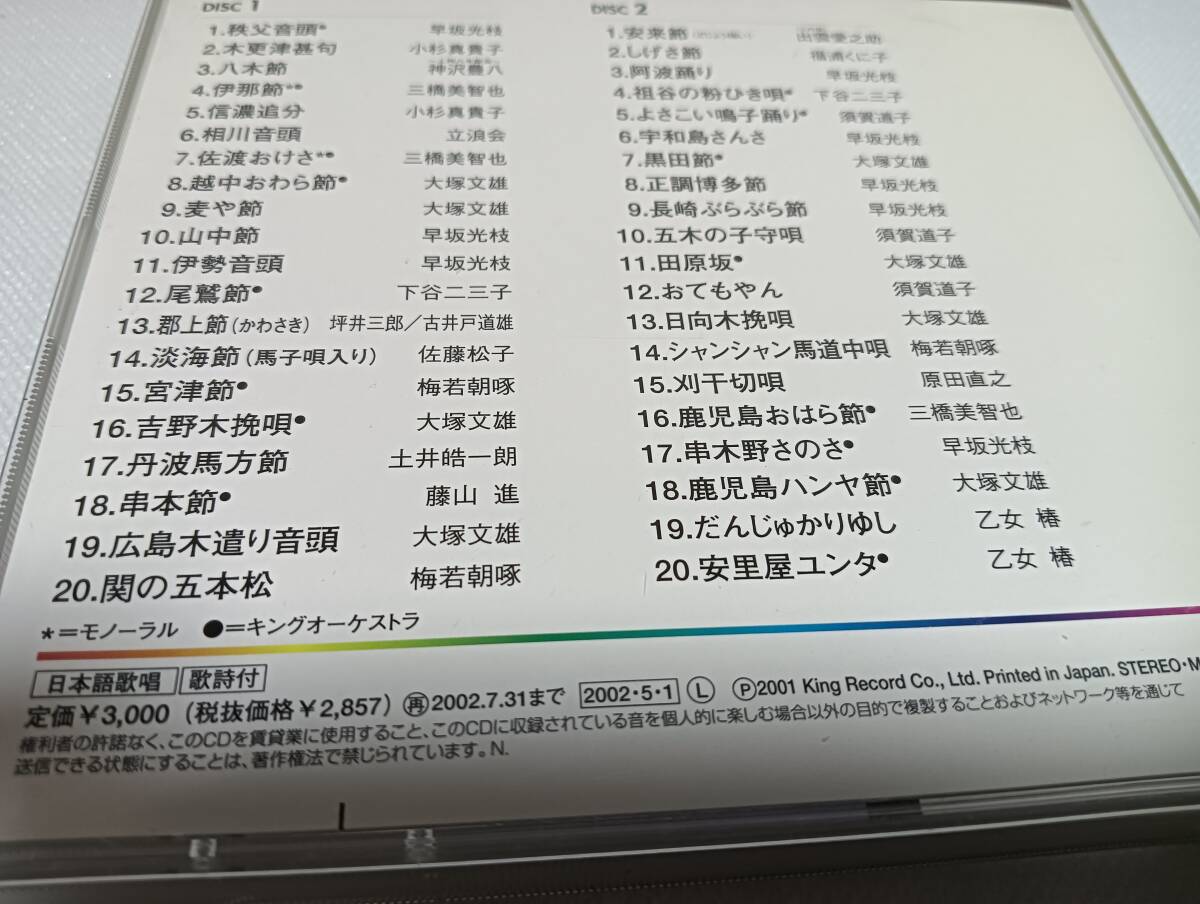 DISC 1
1.秩父音頭● 早坂光枝
2.木更津甚句 小杉真貴子
3.八木節 神沢豊八
4.伊那節*● 三橋美智也
5.信濃追分 小杉真貴子
6.相川音頭 立浪会
7.佐渡おけさ*● 三橋美智也
8.越中おわら節● 大塚文雄
9.麦や節 大塚文雄
10.山中節 早坂光枝
11.伊勢音頭 早坂光枝
12.尾鷲節● 下谷二三子
13.郡上節(かわさき) 坪井三郎/古井戸道雄
14.淡海節(馬子唄入り) 佐藤松子
15.宮津節● 梅若朝啄
16.吉野木挽唄● 大塚文雄
17.丹波馬方節 土井皓一朗
18.串本節● 藤山 進
19.広島木遣り音頭 大塚文雄
20.関の五本松 梅若朝啄
DISC 2
1.安来節
2.しげさ節
3.阿波踊り 早坂光枝
4.祖谷の粉ひき唄● 下谷二三子
5.よさこい鳴子踊り● 須賀道子
6.宇和島さんさ 早坂光枝
7.黒田節● 大塚文雄
8.正調博多節 早坂光枝
9.長崎ぶらぶら節 早坂光枝
10.五木の子守唄 須賀道子
11.田原坂● 大塚文雄
12.おてもやん 須賀道子
13.日向木挽唄 大塚文雄
14.シャンシャン馬道中唄 梅若朝啄
15.刈干切唄 原田直之
16.鹿児島おはら節● 三橋美智也
17.串木野さのさ● 早坂光枝
18.鹿児島ハンヤ節● 大塚文雄
19.だんじゅかりゆし 乙女 椿
20.安里屋ユンタ● 乙女 椿
*=モノーラル ●=キングオーケストラ
日本語歌唱 歌詩付
定価¥3,000(税抜価格¥2,857)再2002.7.31まで 2002・5・1 Ⓛ Ⓟ2001 King Record Co., Ltd. Printed in Japan. STEREO・M
権利者の許諾なく、このCDを賃貸業に使用すること、このCDに収録されている音を個人的に楽しむ場合以外の目的で複製することおよびネットワーク等を通じて
送信できる状態にすることは、著作権法で禁じられています。N.